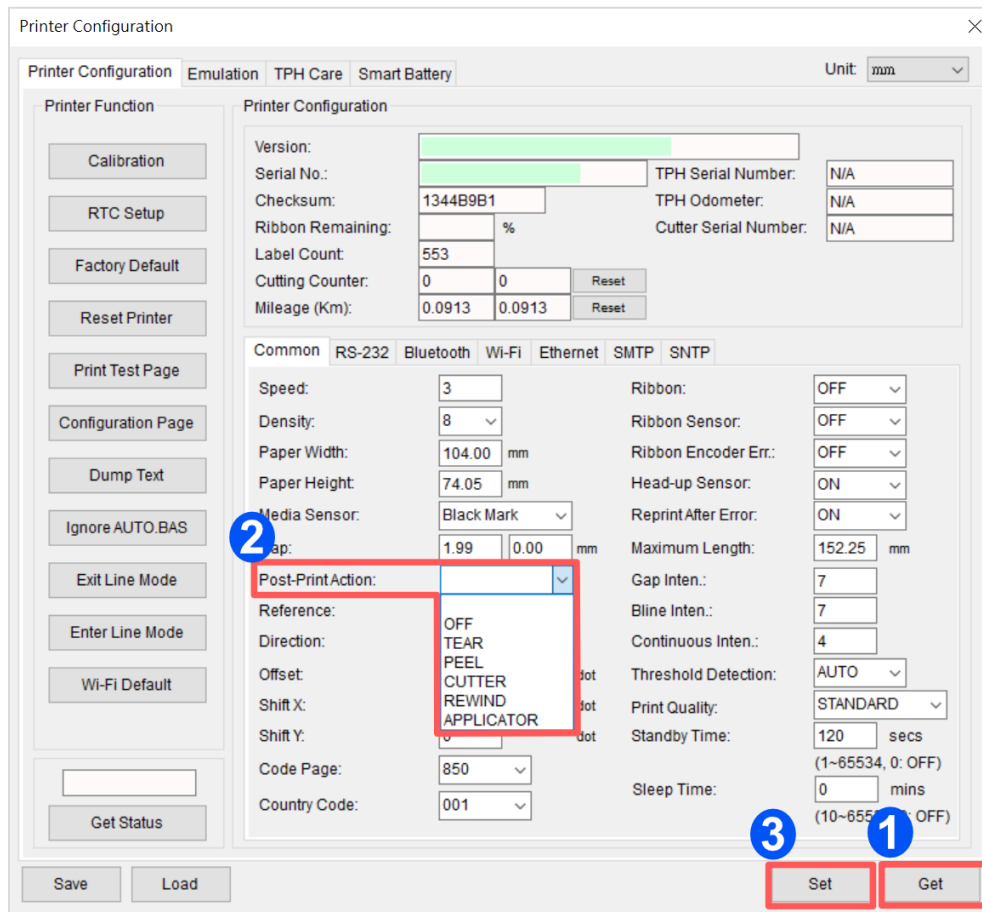 Printer Configuration
Printer Configuration Emulation TPH Care Smart Battery Unit: mm
Printer Function
Calibration
RTC Setup
Factory Default
Reset Printer
Print Test Page
Configuration Page
Dump Text
Ignore AUTO.BAS
Exit Line Mode
Enter Line Mode
Wi-Fi Default
Get Status
Printer Configuration
Version:
Serial No.: TPH Serial Number: N/A
Checksum: 1344B9B1 TPH Odometer: N/A
Ribbon Remaining: % Cutter Serial Number: N/A
Label Count: 553
Cutting Counter: 0 0 Reset
Mileage (Km): 0.0913 0.0913 Reset
Common RS-232 Bluetooth Wi-Fi Ethernet SMTP SNTP
Speed: 3 Ribbon: OFF
Density: 8 Ribbon Sensor: OFF
Paper Width: 104.00 mm Ribbon Encoder Err.: OFF
Paper Height: 74.05 mm Head-up Sensor: ON
Media Sensor: Black Mark Reprint After Error: ON
2 ap: 1.99 0.00 mm Maximum Length: 152.25 mm
Post-Print Action: Gap Inten.: 7
Reference: Bline Inten.: 7
OFF
Direction: TEAR Continuous Inten.: 4
PEEL
Offset: CUTTER dot Threshold Detection: AUTO
Shift X: REWIND dot Print Quality: STANDARD
APPLICATOR
Shift Y: 0 dot Standby Time: 120 secs
(1~65534, 0: OFF)
Code Page: 850
Sleep Time: 0 mins
Country Code: 001
(10~655 : OFF)
3 1
Save Load Set Get